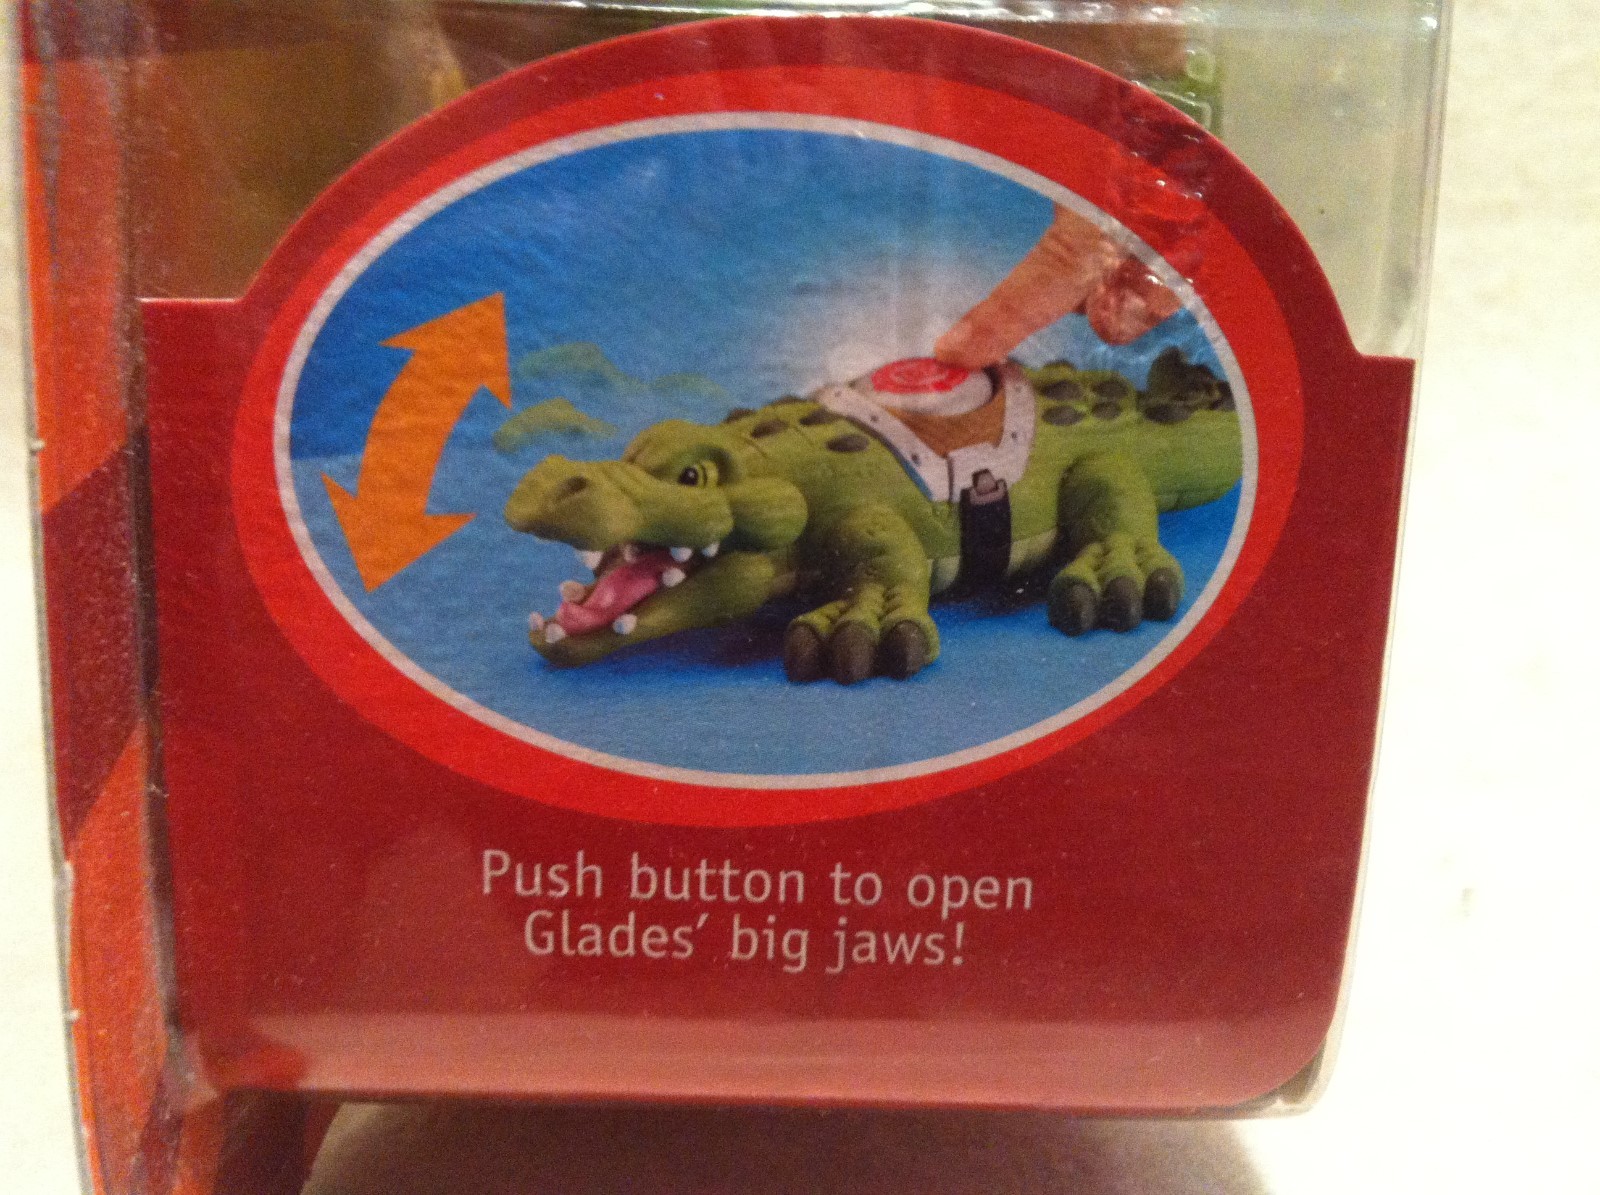 Push button to open
Glades' big jaws!